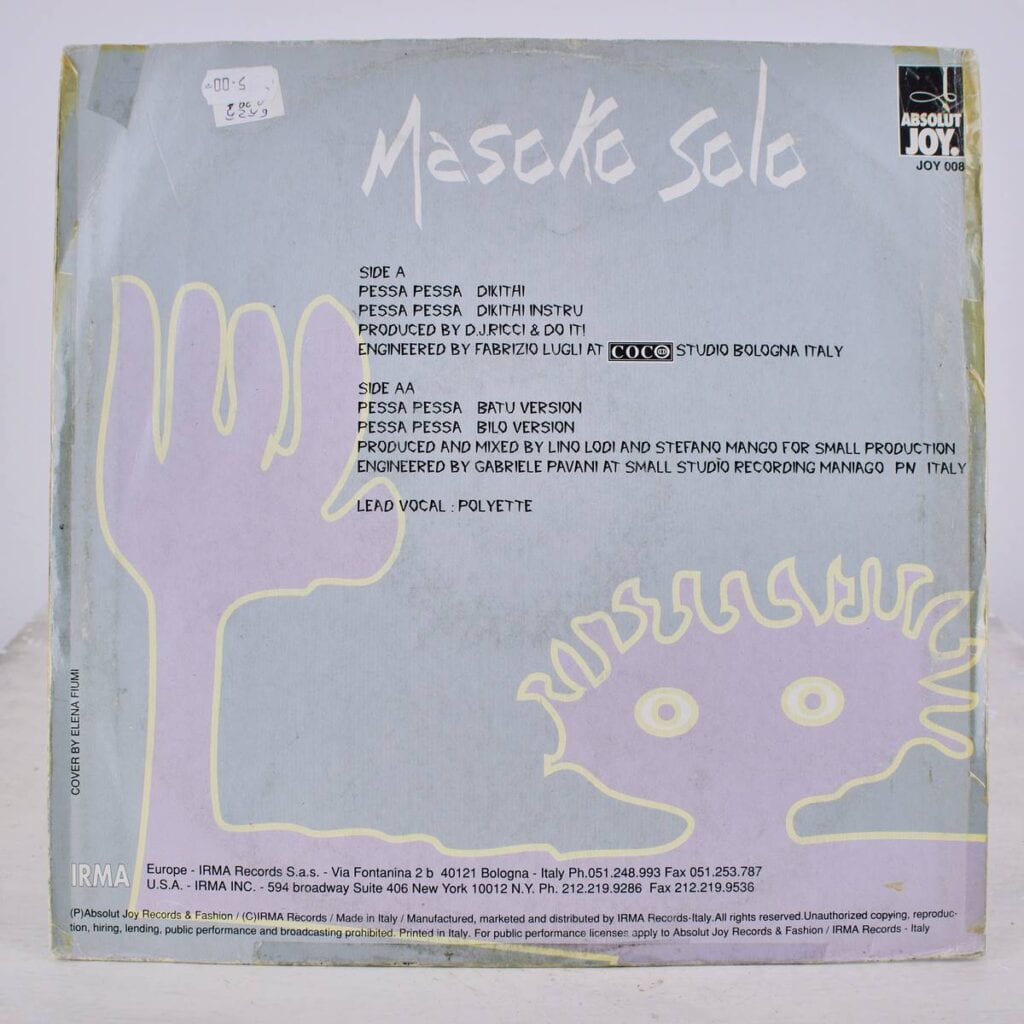 Masoko Solo
ABSOLUT
JOY.
JOY 008
SIDE A
PESSA PESSA DIKITHI
PESSA PESSA DIKITHI INSTRU
PRODUCED BY D.J.RICCI & DO IT!
ENGINEERED BY FABRIZIO LUGLI AT COCO STUDIO BOLOGNA ITALY
SIDE AA
PESSA PESSA BATU VERSION
PESSA PESSA BILO VERSION
PRODUCED AND MIXED BY LINO LODI AND STEFANO MANGO FOR SMALL PRODUCTION
ENGINEERED BY GABRIELE PAVANI AT SMALL STUDIO RECORDING MANIAGO PN ITALY
LEAD VOCAL : POLYETTE
COVER BY ELENA FIUMI
IRMA
Europe - IRMA Records S.a.s. - Via Fontanina 2 b 40121 Bologna - Italy Ph.051.248.993 Fax 051.253.787
U.S.A. - IRMA INC. - 594 broadway Suite 406 New York 10012 N.Y. Ph. 212.219.9286 Fax 212.219.9536
(P)Absolut Joy Records & Fashion / (C)IRMA Records / Made in Italy / Manufactured, marketed and distributed by IRMA Records-Italy.All rights reserved.Unauthorized copying, reproduc-
tion, hiring, lending, public performance and broadcasting prohibited. Printed in Italy. For public performance licenses apply to Absolut Joy Records & Fashion / IRMA Records - Italy